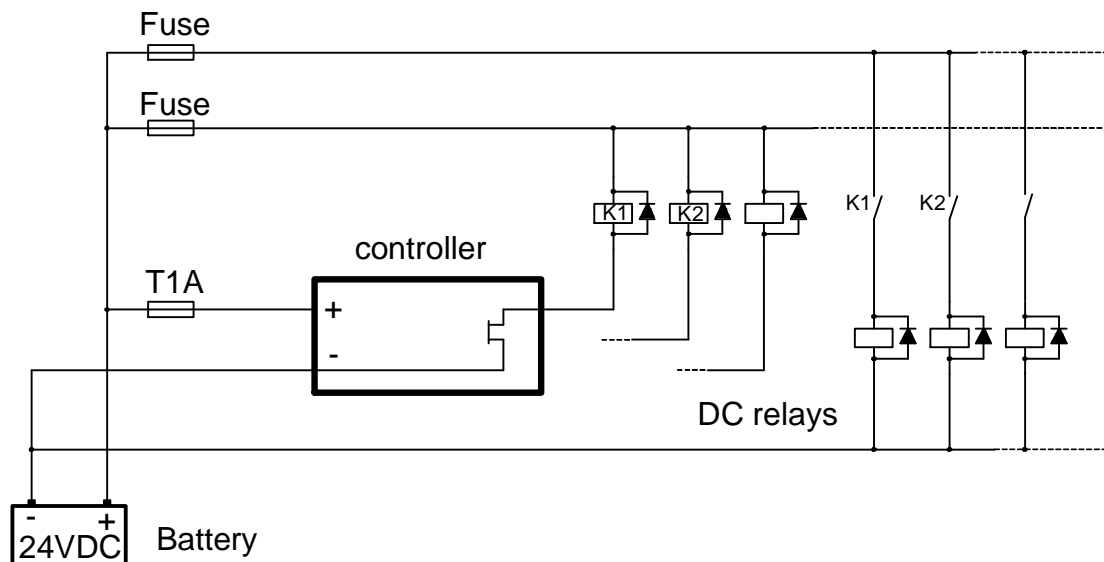 Fuse
Fuse
K1 K2
K1 K2
controller
T1A
+
-
DC relays
- +
24VDC Battery